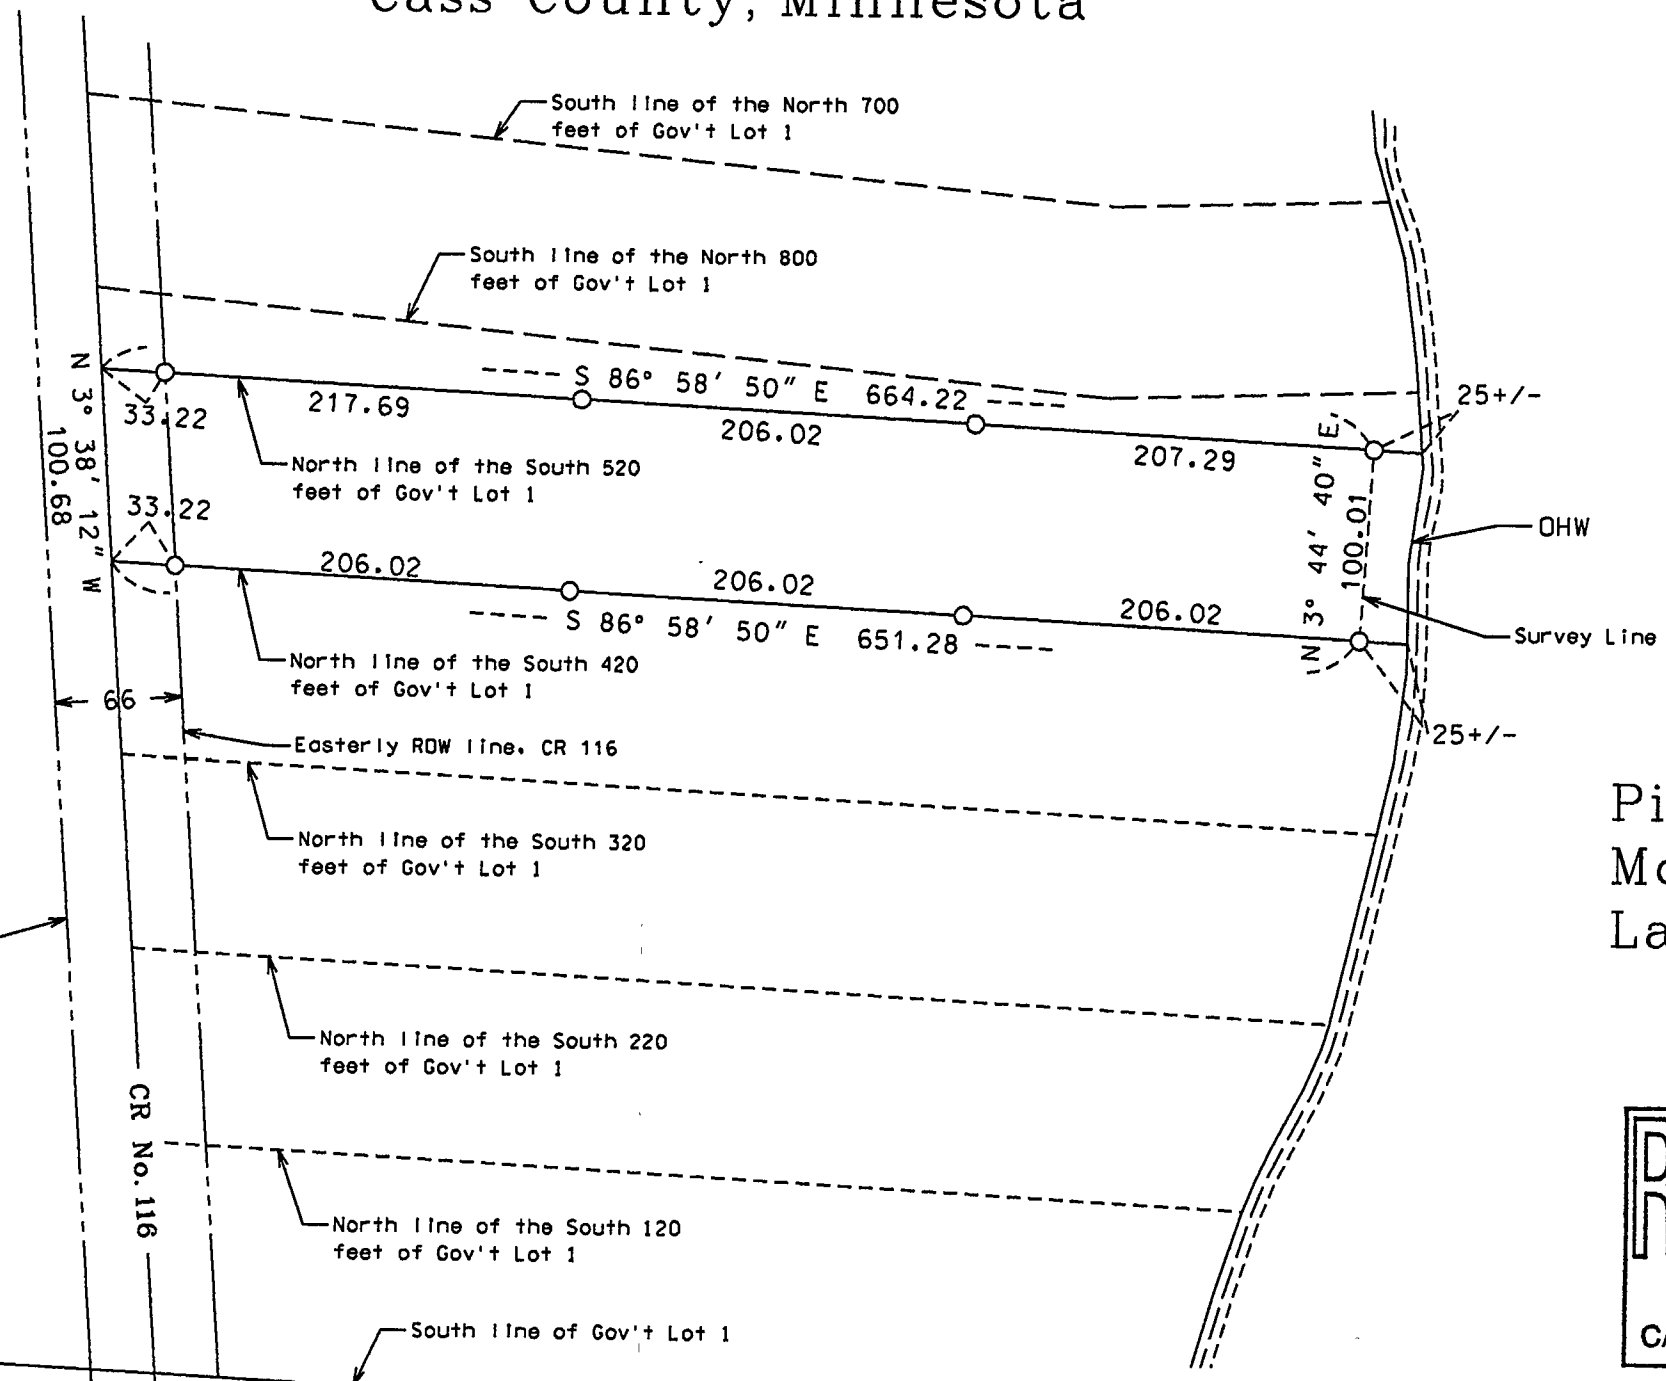 Cass County, Minnesota
South line of the North 700
feet of Gov't Lot 1
South line of the North 800
feet of Gov't Lot 1
N 3° 38' 12" W
100.68
33.22
217.69
---- S 86° 58' 50" E 664.22 ----
206.02
207.29
25+/-
North line of the South 520
feet of Gov't Lot 1
33.22
206.02
206.02
206.02
---- S 86° 58' 50" E 651.28 ----
N 3° 44' 40" E
100.01
OHW
Survey Line
25+/-
North line of the South 420
feet of Gov't Lot 1
66
Easterly ROW line, CR 116
North line of the South 320
feet of Gov't Lot 1
North line of the South 220
feet of Gov't Lot 1
CR No. 116
North line of the South 120
feet of Gov't Lot 1
South line of Gov't Lot 1
Pi
Mo
La